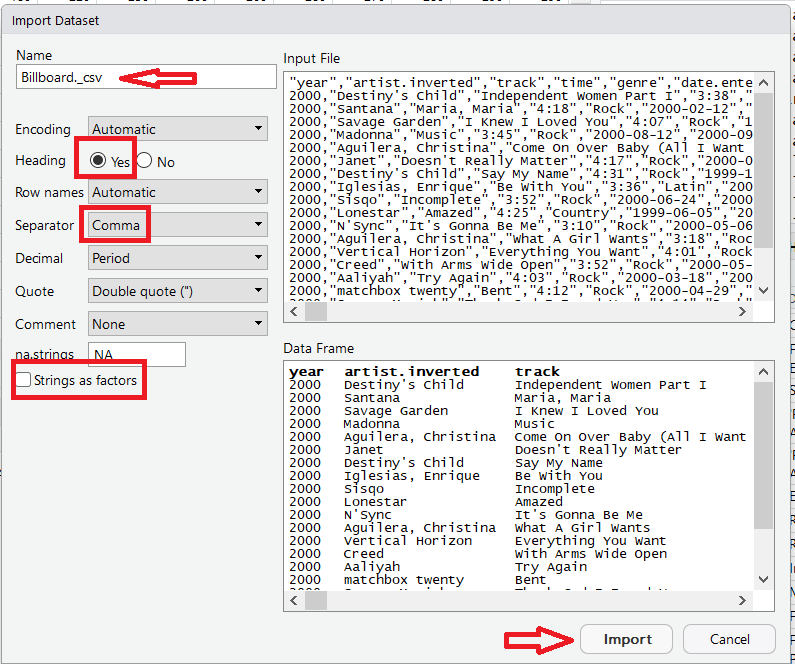 Import Dataset
Name
Billboard._csv
Encoding Automatic
Heading Yes No
Row names Automatic
Separator Comma
Decimal Period
Quote Double quote (")
Comment None
na.strings NA
Strings as factors
Input File
"year","artist.inverted","track","time","genre","date.ente
2000,"Destiny's Child","Independent Women Part I","3:38","
2000,"Santana","Maria, Maria","4:18","Rock","2000-02-12","
2000,"Savage Garden","I Knew I Loved You","4:07","Rock","1
2000,"Madonna","Music","3:45","Rock","2000-08-12","2000-09
2000,"Aguilera, Christina","Come On Over Baby (All I Want
2000,"Janet","Doesn't Really Matter","4:17","Rock","2000-0
2000,"Destiny's Child","Say My Name","4:31","Rock","1999-1
2000,"Iglesias, Enrique","Be With You","3:36","Latin","200
2000,"Sisqo","Incomplete","3:52","Rock","2000-06-24","2000
2000,"Lonestar","Amazed","4:25","Country","1999-06-05","20
2000,"N'Sync","It's Gonna Be Me","3:10","Rock","2000-05-06
2000,"Aguilera, Christina","What A Girl Wants","3:18","Roc
2000,"Vertical Horizon","Everything You Want","4:01","Rock
2000,"Creed","With Arms Wide Open","3:52","Rock","2000-05-
2000,"Aaliyah","Try Again","4:03","Rock","2000-03-18","200
2000,"matchbox twenty","Bent","4:12","Rock","2000-04-29","
Data Frame
year artist.inverted track
2000 Destiny's Child Independent Women Part I
2000 Santana Maria, Maria
2000 Savage Garden I Knew I Loved You
2000 Madonna Music
2000 Aguilera, Christina Come On Over Baby (All I Want
2000 Janet Doesn't Really Matter
2000 Destiny's Child Say My Name
2000 Iglesias, Enrique Be With You
2000 Sisqo Incomplete
2000 Lonestar Amazed
2000 N'Sync It's Gonna Be Me
2000 Aguilera, Christina What A Girl Wants
2000 Vertical Horizon Everything You Want
2000 Creed With Arms Wide Open
2000 Aaliyah Try Again
2000 matchbox twenty Bent
Import Cancel